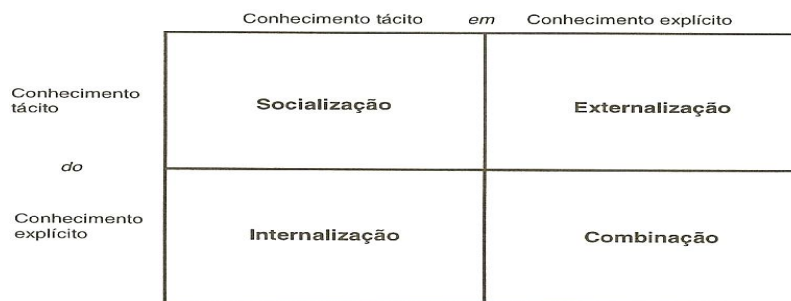 Conhecimento tácito em Conhecimento explícito
Conhecimento
tácito
Socialização Externalização
do
Conhecimento
explícito
Internalização Combinação